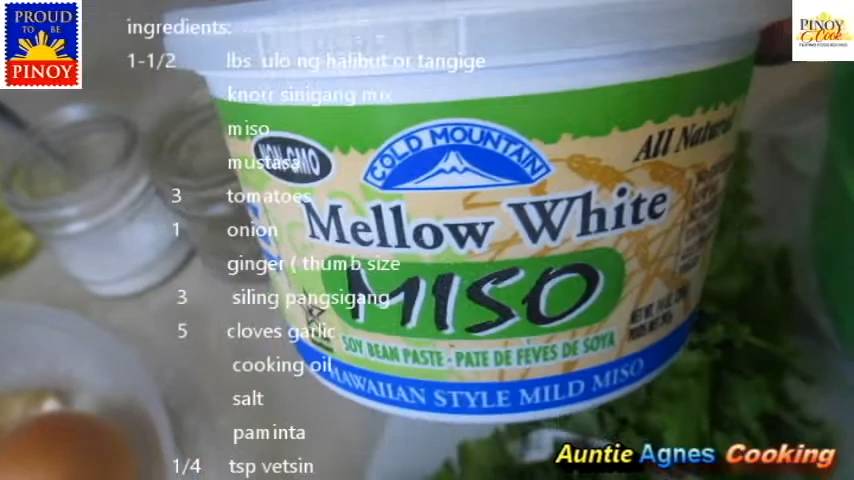 PROUD
TO BE
PINOY
PINOY
Cook
ingredients:
1-1/2 lbs ulo ng halibut or tangige
knorr sinigang mix
miso
mustasa
3 tomatoes
1 onion
ginger ( thumb size
3 siling pangsigang
5 cloves garlic
cooking oil
salt
paminta
1/4 tsp vetsin
NON-GMO
COLD MOUNTAIN
All Natural
Mellow White
MISO
SOY BEAN PASTE - PATE DE FEVES DE SOYA
HAWAIIAN STYLE MILD MISO
Auntie Agnes Cooking